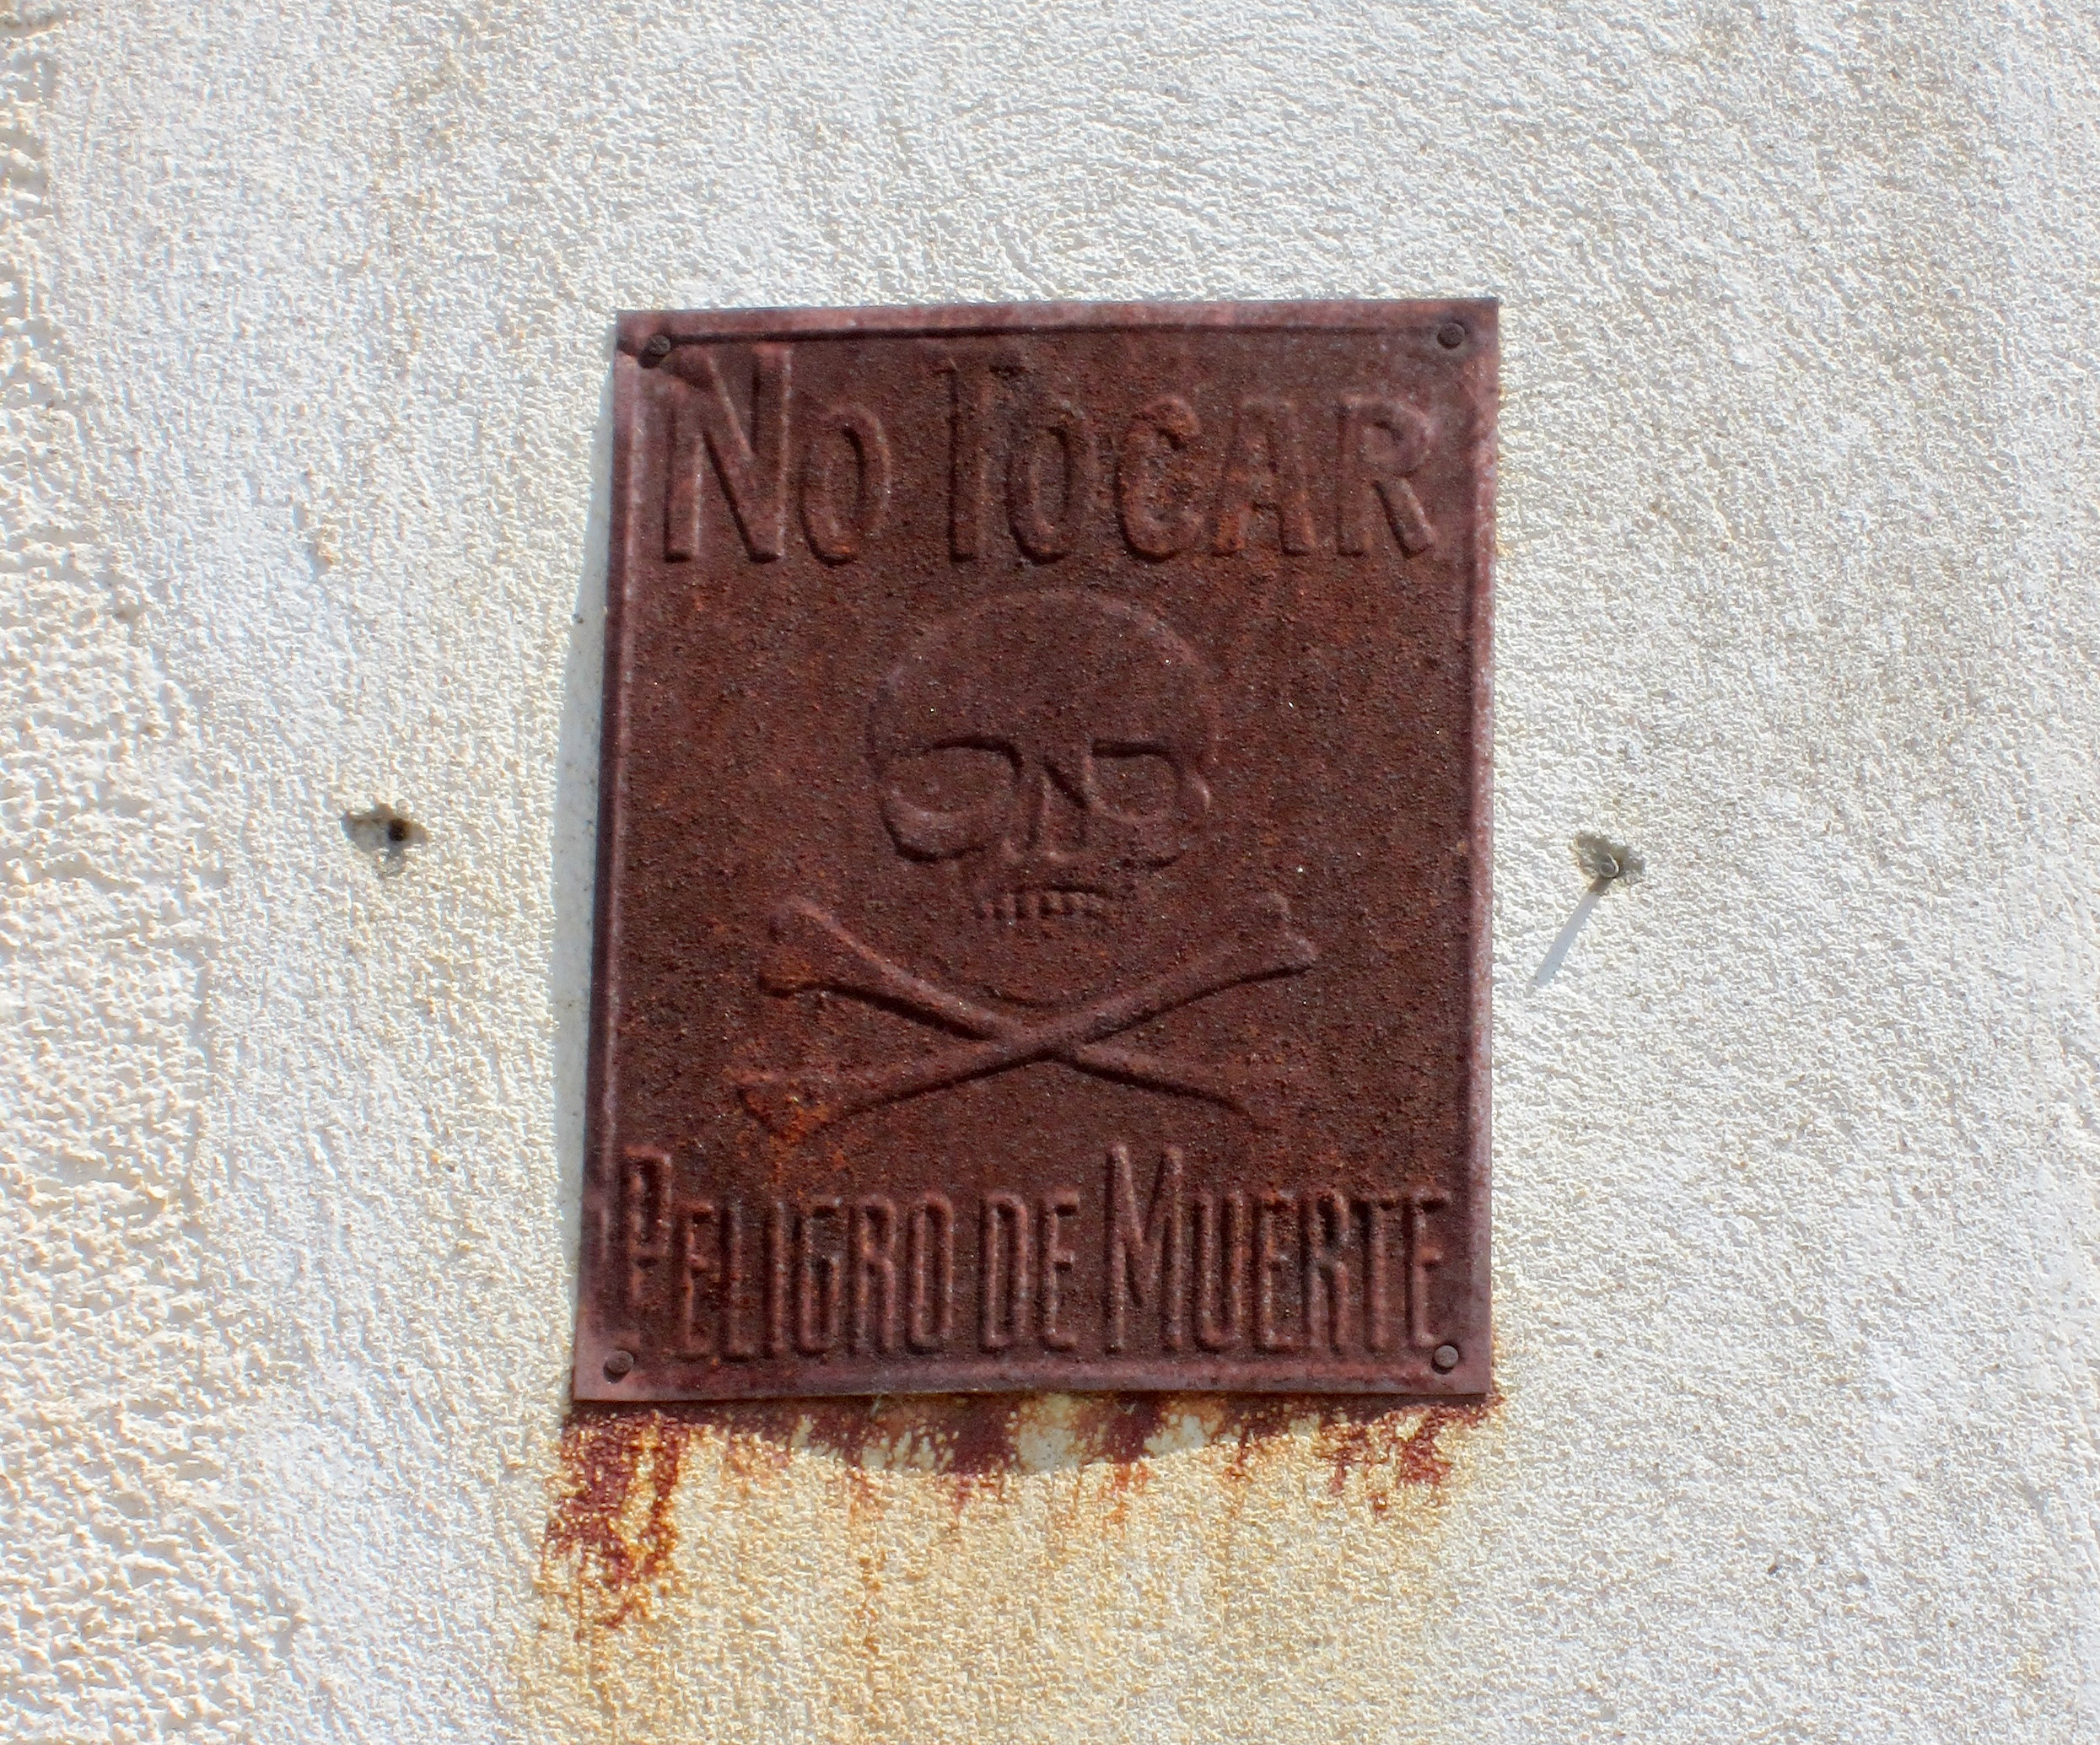 No Tocar
Peligro de Muerte